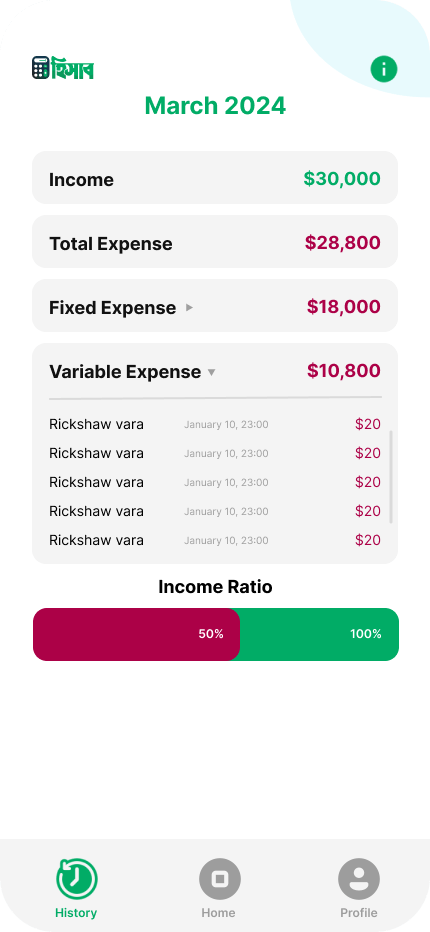 হিসাব
March 2024
Income $30,000
Total Expense $28,800
Fixed Expense $18,000
Variable Expense $10,800
Rickshaw vara January 10, 23:00 $20
Rickshaw vara January 10, 23:00 $20
Rickshaw vara January 10, 23:00 $20
Rickshaw vara January 10, 23:00 $20
Rickshaw vara January 10, 23:00 $20
Income Ratio
50% 100%
History Home Profile